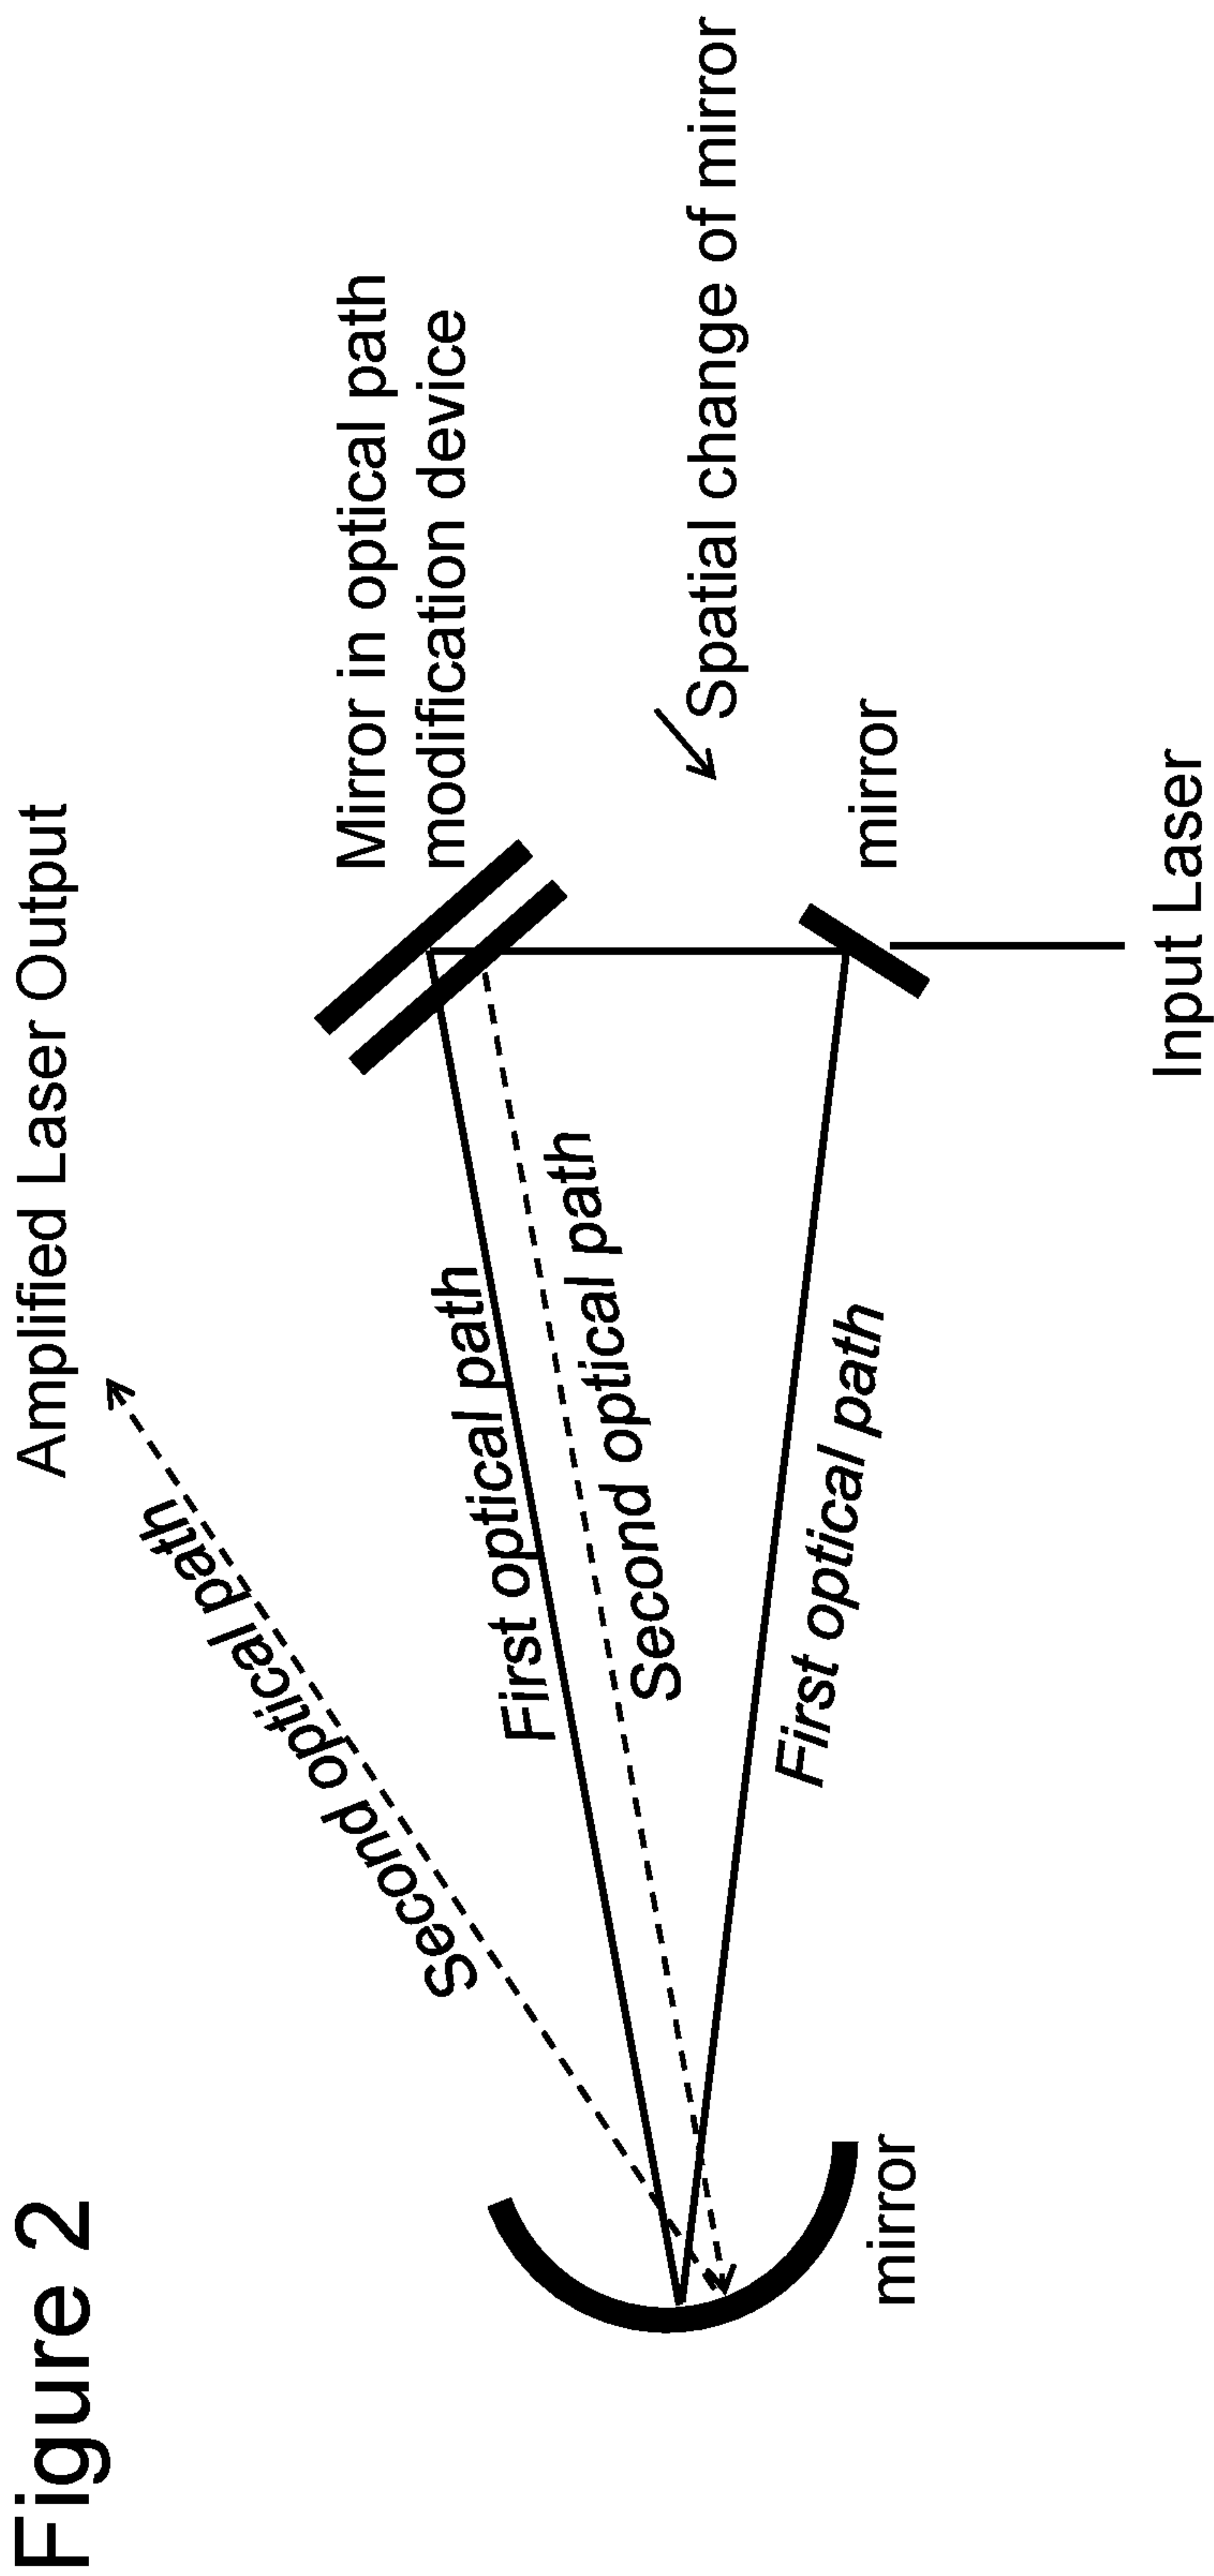 Figure 2
Amplified Laser Output
Second optical path
Mirror in optical path
modification device
First optical path
Second optical path
Spatial change of mirror
First optical path
mirror
mirror
Input Laser